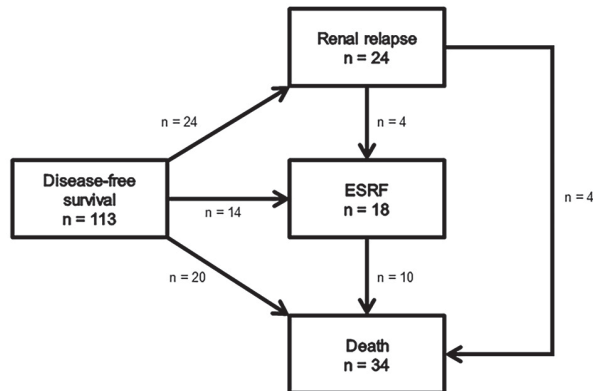 Renal relapse
n = 24
n = 24
n = 4
Disease-free
survival
n = 113
ESRF
n = 18
n = 14
n = 4
n = 20
n = 10
Death
n = 34